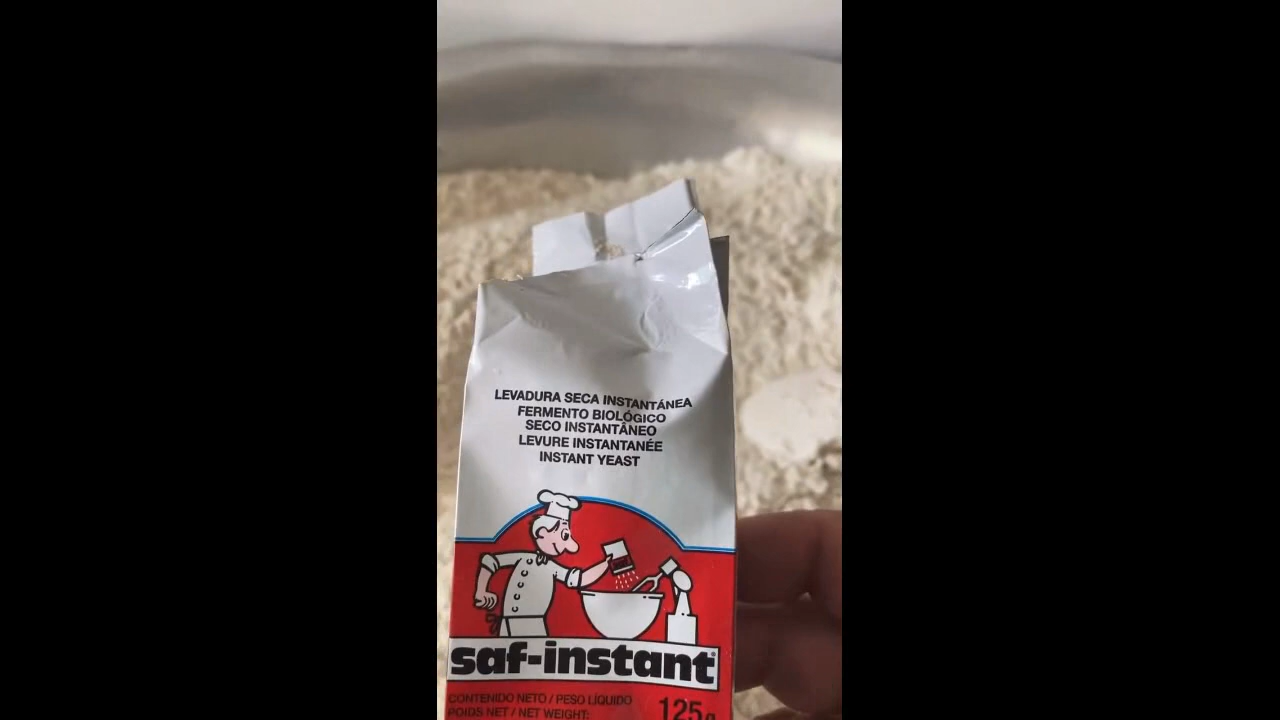 LEVADURA SECA INSTANTÁNEA
FERMENTO BIOLÓGICO
SECO INSTANTÂNEO
LEVURE INSTANTANÉE
INSTANT YEAST
saf-instant®
CONTENIDO NETO / PESO LÍQUIDO
POIDS NET / NET WEIGHT:
125g